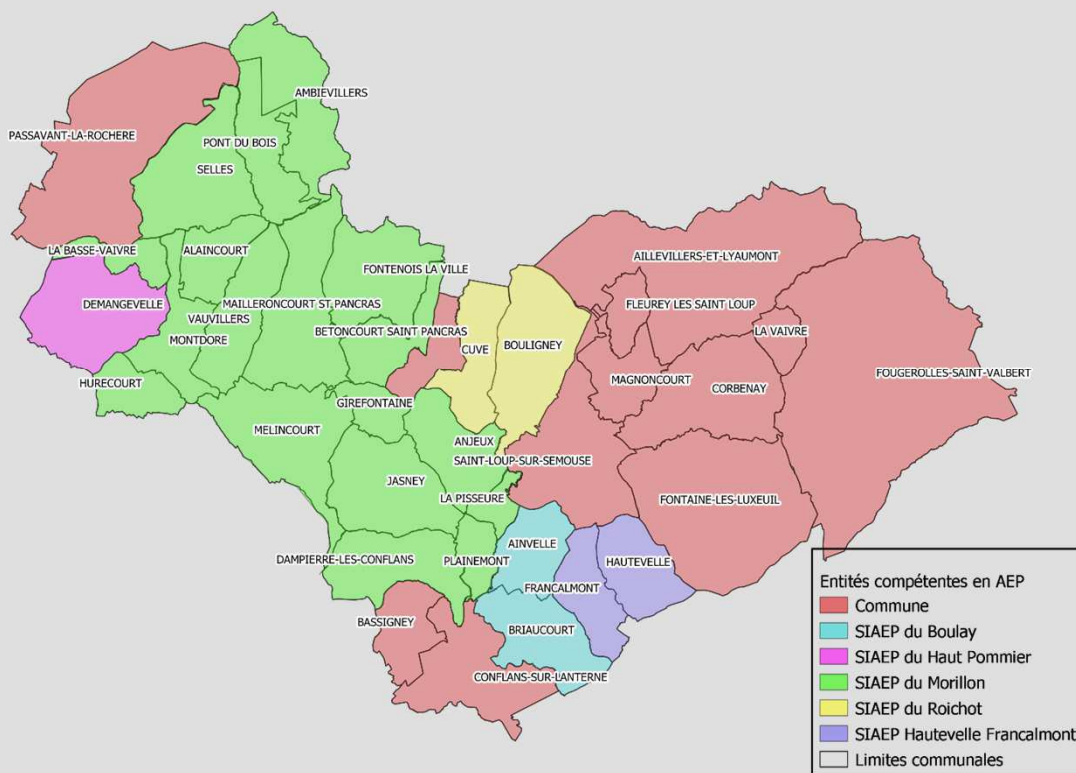 AMBIEVILLERS
PASSAVANT-LA-ROCHERE
PONT DU BOIS
SELLES
LA BASSE-VAIVRE
ALAINCOURT
AILLEVILLERS-ET-LYAUMONT
FONTENOIS LA VILLE
DEMANGEVELLE
MAILLERONCOURT ST PANCRAS
FLEUREY LES SAINT LOUP
VAUVILLERS
BETONCOURT SAINT PANCRAS
LA VAIVRE
MONTDORE
CUVE
BOULIGNEY
FOUGEROLLES-SAINT-VALBERT
HURECOURT
MAGNONCOURT
CORBENAY
GIREFONTAINE
MELINCOURT
ANJEUX
SAINT-LOUP-SUR-SEMOUSE
JASNEY
LA PISSEURE
FONTAINE-LES-LUXEUIL
AINVELLE
DAMPIERRE-LES-CONFLANS
PLAINEMONT
HAUTEVELLE
FRANCALMONT
BASSIGNEY
BRIAUCOURT
CONFLANS-SUR-LANTERNE
Entités compétentes en AEP
Commune
SIAEP du Boulay
SIAEP du Haut Pommier
SIAEP du Morillon
SIAEP du Roichot
SIAEP Hautevelle Francalmont
Limites communales